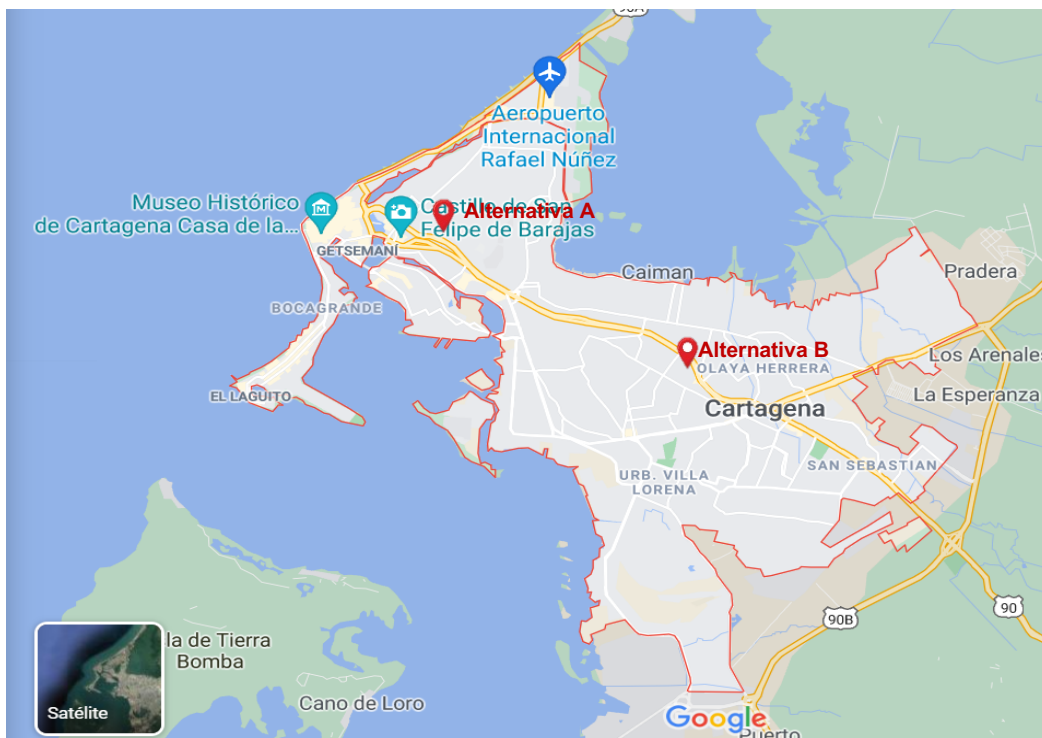 90A
Aeropuerto
Internacional
Rafael Núñez
Museo Histórico
de Cartagena Casa de la...
Castillo de San
Felipe de Barajas
Alternativa A
GETSEMANÍ
Caiman
Pradera
BOCAGRANDE
Alternativa B
OLAYA HERRERA
Los Arenales
La Esperanza
EL LAGUITO
Cartagena
SAN SEBASTIAN
URB. VILLA
LORENA
90
90B
la de Tierra
Bomba
Cano de Loro
Satélite
Google
Puerto